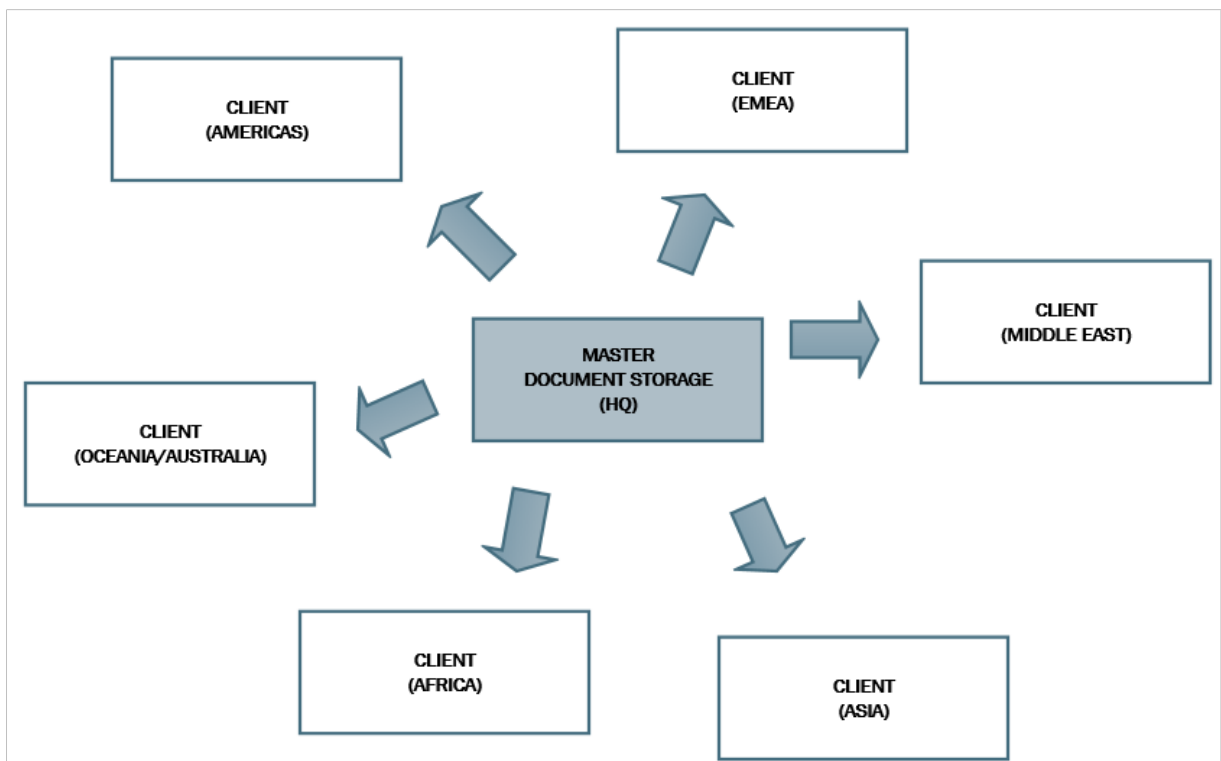 CLIENT
(AMERICAS)
CLIENT
(EMEA)
CLIENT
(MIDDLE EAST)
MASTER
DOCUMENT STORAGE
(HQ)
CLIENT
(OCEANIA/AUSTRALIA)
CLIENT
(AFRICA)
CLIENT
(ASIA)